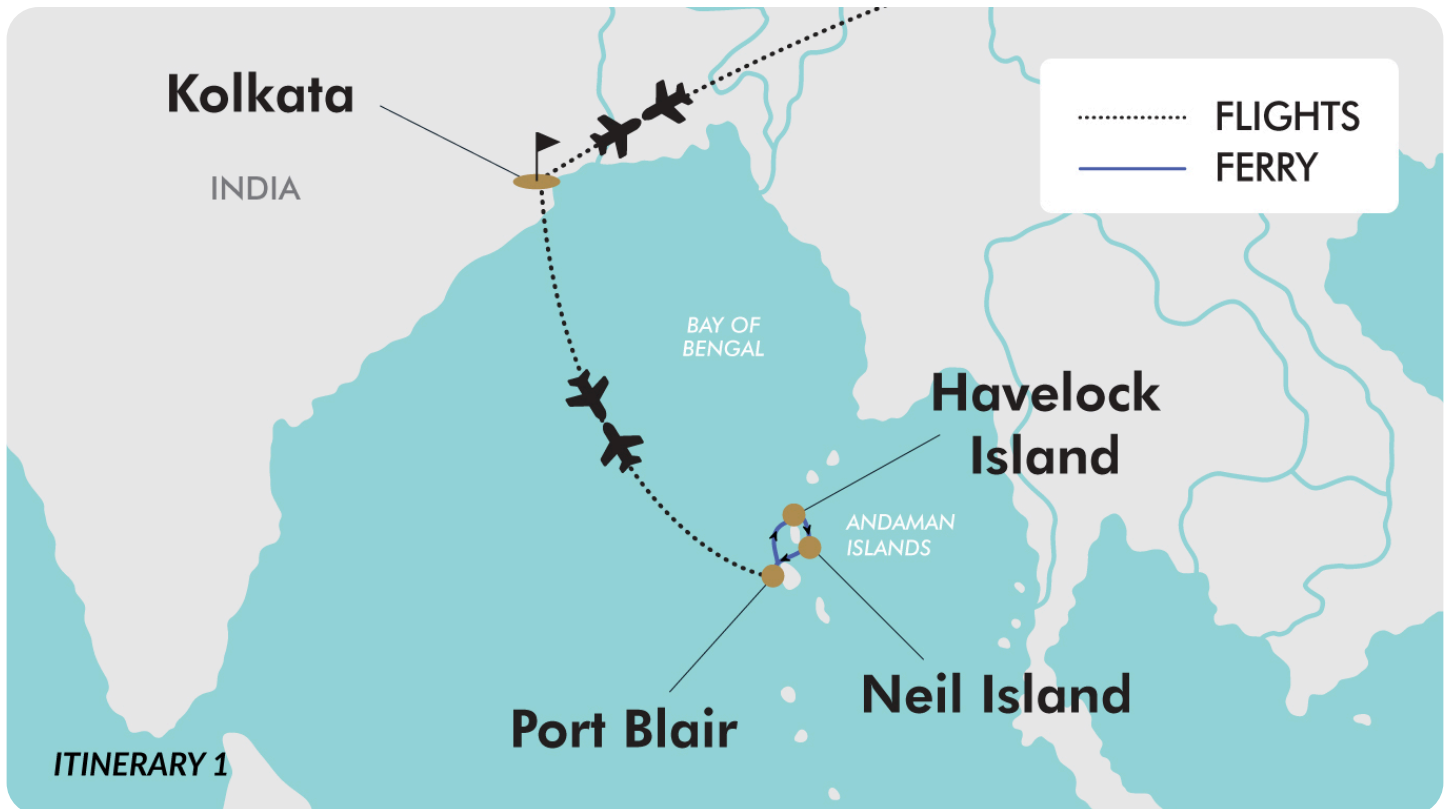 Kolkata
INDIA
FLIGHTS
FERRY
BAY OF
BENGAL
Havelock
Island
ANDAMAN
ISLANDS
Neil Island
Port Blair
ITINERARY 1